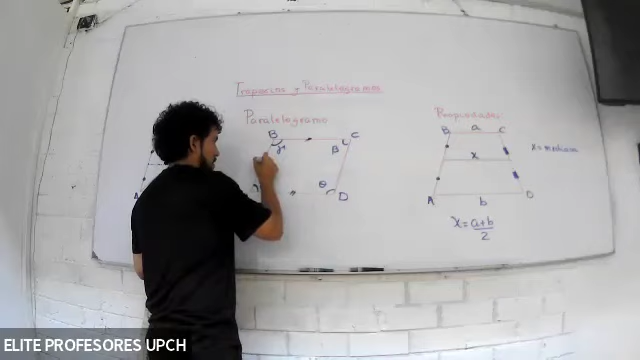 Trapecios y Paralelogramos
Paralelogramo
Propiedades
B
C
B
a
C
β
x
x = mediana
θ
A
D
A
b
D
x = a+b
2
ELITE PROFESORES UPCH